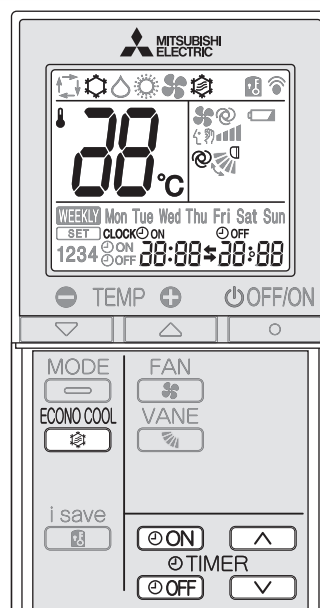 MITSUBISHI
ELECTRIC
88°C
WEEKLY Mon Tue Wed Thu Fri Sat Sun
SET CLOCK ON OFF
1234 ON OFF 88:88 88:88
TEMP OFF/ON
MODE FAN
ECONO COOL VANE
i save
ON
TIMER
OFF